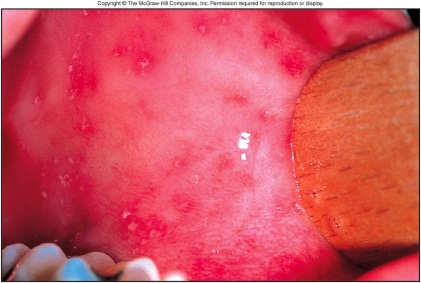 Copyright © The McGraw-Hill Companies, Inc. Permission required for reproduction or display.